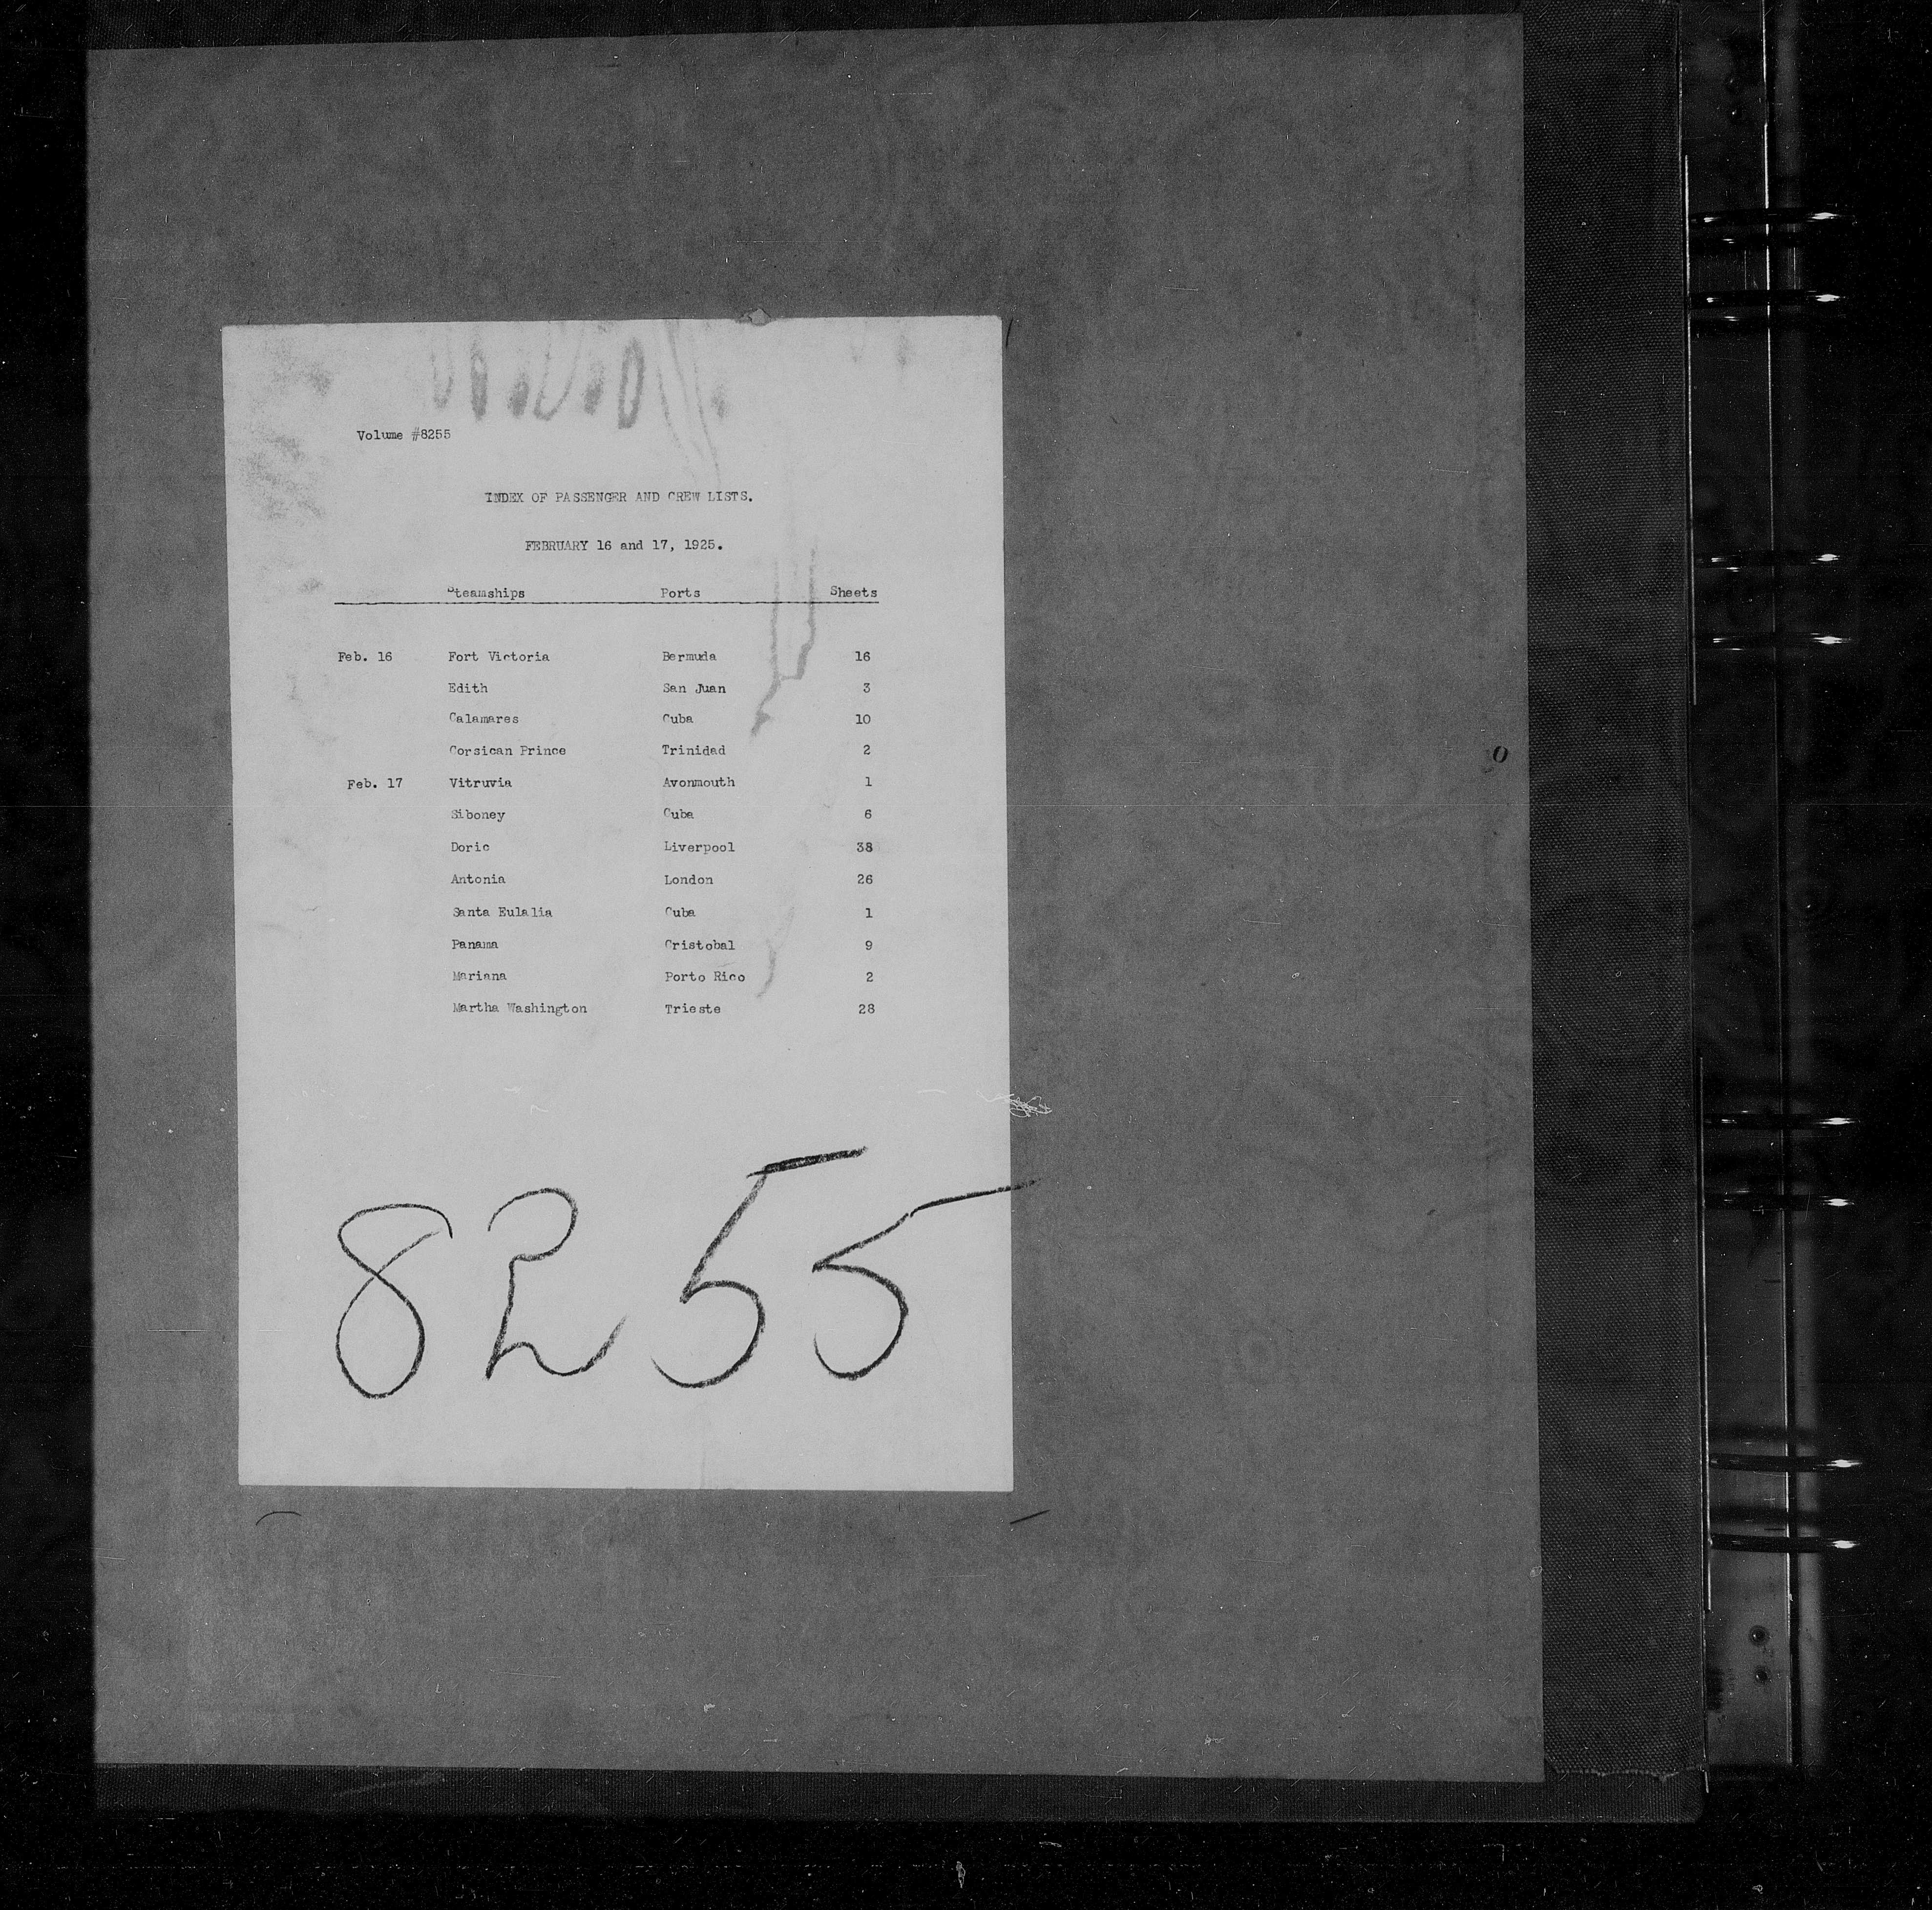 Volume #8255
INDEX OF PASSENGER AND CREW LISTS.
FEBRUARY 16 and 17, 1925.
Steamships Ports Sheets
Feb. 16 Fort Victoria Bermuda 16
Edith San Juan 3
Calamares Cuba 10
Corsican Prince Trinidad 2
Feb. 17 Vitruvia Avonmouth 1
Siboney Cuba 6
Doric Liverpool 38
Antonia London 26
Santa Eulalia Cuba 1
Panama Cristobal 9
Mariana Porto Rico 2
Martha Washington Trieste 28
8255